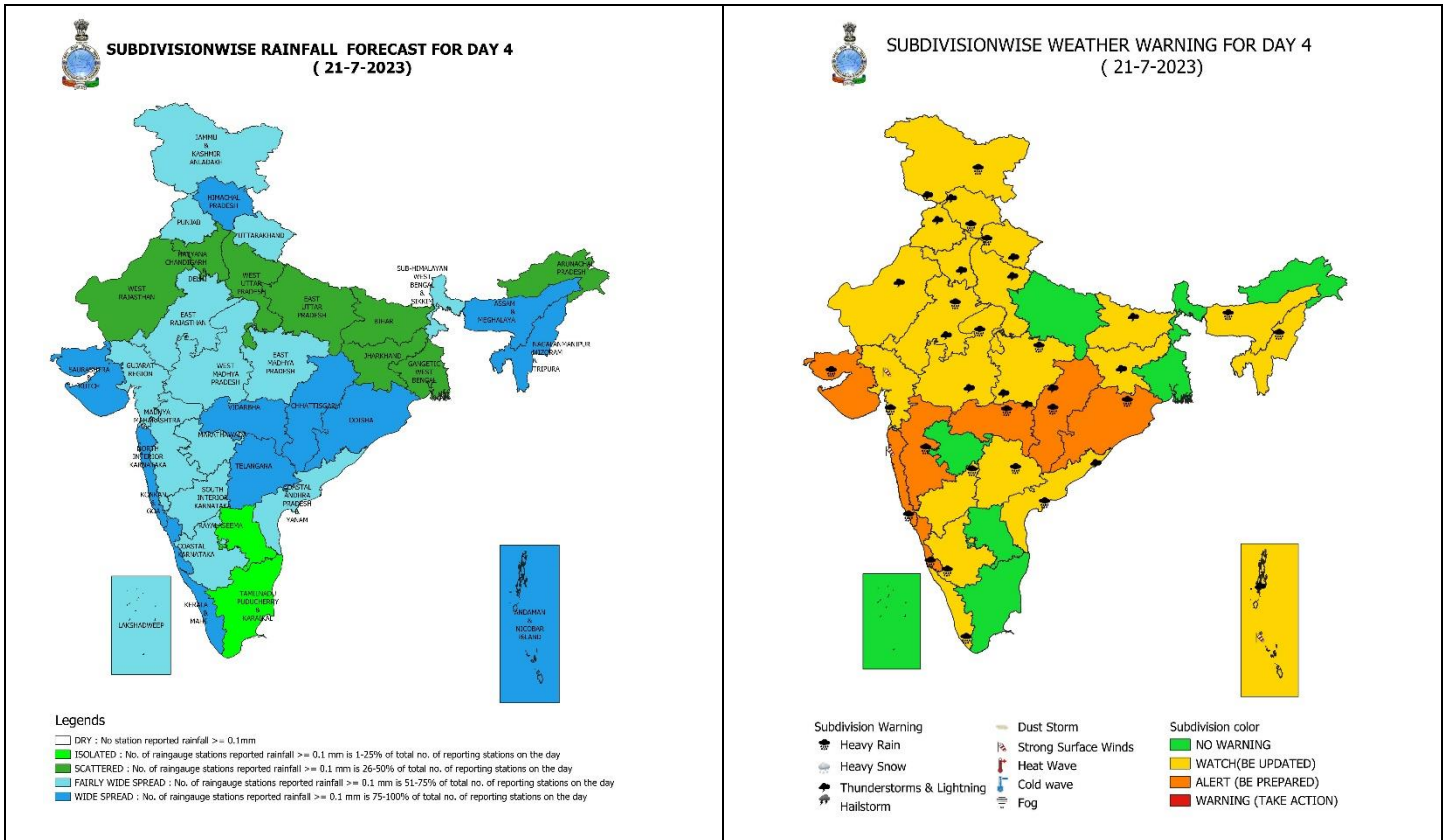 SUBDIVISIONWISE RAINFALL FORECAST FOR DAY 4
( 21-7-2023)
JAMMU
&
KASHMIR
ANLADAKH
HIMACHAL
PRADESH
PUNJAB
UTTARAKHAND
HARYANA
CHANDIGARH
&
DELHI
WEST
RAJASTHAN
WEST
UTTAR
PRADESH
EAST
UTTAR
PRADESH
SUB-HIMALAYAN
WEST
BENGAL
&
SIKKIM
ARUNACHAL
PRADESH
ASSAM
&
MEGHALAYA
NAGALANMANIPUR
MIZORAM
&
TRIPURA
EAST
RAJASTHAN
BIHAR
JHARKHAND
GANGETIC
WEST
BENGAL
SAURASHTRA
&
KUTCH
GUJARAT
REGION
WEST
MADHYA
PRADESH
EAST
MADHYA
PRADESH
VIDARBHA
CHHATTISGARH
ODISHA
MADHYA
MAHARASHTRA
MARATHAWADA
TELANGANA
NORTH
INTERIOR
KARNATAKA
KONKAN
&
GOA
SOUTH
INTERIOR
KARNATAKA
COASTAL
ANDHRA
PRADESH
&
YANAM
RAYALASEEMA
COASTAL
KARNATAKA
TAMILNADU
PUDUCHERRY
&
KARAIKAL
KERALA
&
MAHE
LAKSHADWEEP
ANDAMAN
&
NICOBAR
ISLAND
Legends
DRY : No station reported rainfall >= 0.1mm
ISOLATED : No. of raingauge stations reported rainfall >= 0.1 mm is 1-25% of total no. of reporting stations on the day
SCATTERED : No. of raingauge stations reported rainfall >= 0.1 mm is 26-50% of total no. of reporting stations on the day
FAIRLY WIDE SPREAD : No. of raingauge stations reported rainfall >= 0.1 mm is 51-75% of total no. of reporting stations on the day
WIDE SPREAD : No. of raingauge stations reported rainfall >= 0.1 mm is 75-100% of total no. of reporting stations on the day
SUBDIVISIONWISE WEATHER WARNING FOR DAY 4
( 21-7-2023)
Subdivision Warning
Heavy Rain
Heavy Snow
Thunderstorms & Lightning
Hailstorm
Dust Storm
Strong Surface Winds
Heat Wave
Cold wave
Fog
Subdivision color
NO WARNING
WATCH(BE UPDATED)
ALERT (BE PREPARED)
WARNING (TAKE ACTION)